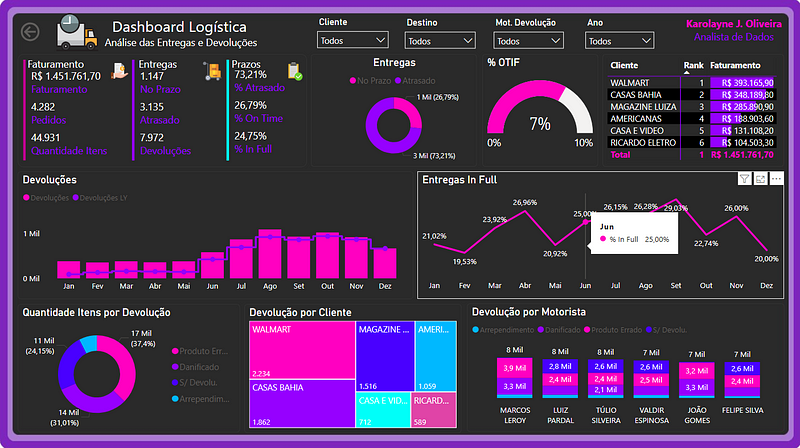 Dashboard Logística
Análise das Entregas e Devoluções
Cliente
Todos
Destino
Todos
Mot. Devolução
Todos
Ano
Todos
Karolayne J. Oliveira
Analista de Dados
Faturamento
R$ 1.451.761,70
Faturamento
4.282
Pedidos
44.931
Quantidade Itens
Entregas
1.147
No Prazo
3.135
Atrasado
7.972
Devoluções
Prazos
73,21%
% Atrasado
26,79%
% On Time
24,75%
% In Full
Entregas
No Prazo Atrasado
1 Mil (26,79%)
3 Mil (73,21%)
% OTIF
7%
0% 10%
Cliente Rank Faturamento
WALMART 1 R$ 393.165,90
CASAS BAHIA 2 R$ 348.189,80
MAGAZINE LUIZA 3 R$ 285.890,90
AMERICANAS 4 R$ 188.903,60
CASA E VIDEO 5 R$ 131.108,20
RICARDO ELETRO 6 R$ 104.503,30
Total 1 R$ 1.451.761,70
Devoluções
Devoluções Devoluções LY
1 Mil
0 Mil
Jan Fev Mar Abr Mai Jun Jul Ago Set Out Nov Dez
Entregas In Full
21,02% 19,53% 23,92% 26,96% 20,92% 25,00% 26,15% 26,28% 29,03% 22,74% 26,00% 20,00%
Jun
% In Full 25,00%
Jan Fev Mar Abr Mai Jun Jul Ago Set Out Nov Dez
Quantidade Itens por Devolução
17 Mil
(37,4%)
11 Mil
(24,15%)
14 Mil
(31,01%)
Produto Err...
Danificado
S/ Devolu.
Arrependim...
Devolução por Cliente
WALMART
2.234
CASAS BAHIA
1.862
MAGAZINE ...
1.516
AMERI...
1.059
CASA E VID...
712
RICARD...
589
Devolução por Motorista
Arrependimento Danificado Produto Errado S/ Devolu.
8 Mil 8 Mil 8 Mil 7 Mil 7 Mil 7 Mil
3,9 Mil 2,8 Mil 2,6 Mil 2,6 Mil 3,2 Mil 2,6 Mil
3,3 Mil 2,4 Mil 2,4 Mil 2,5 Mil 3,3 Mil 2,4 Mil
2,1 Mil
MARCOS LEROY
LUIZ PARDAL
TÚLIO SILVEIRA
VALDIR ESPINOSA
JOÃO GOMES
FELIPE SILVA